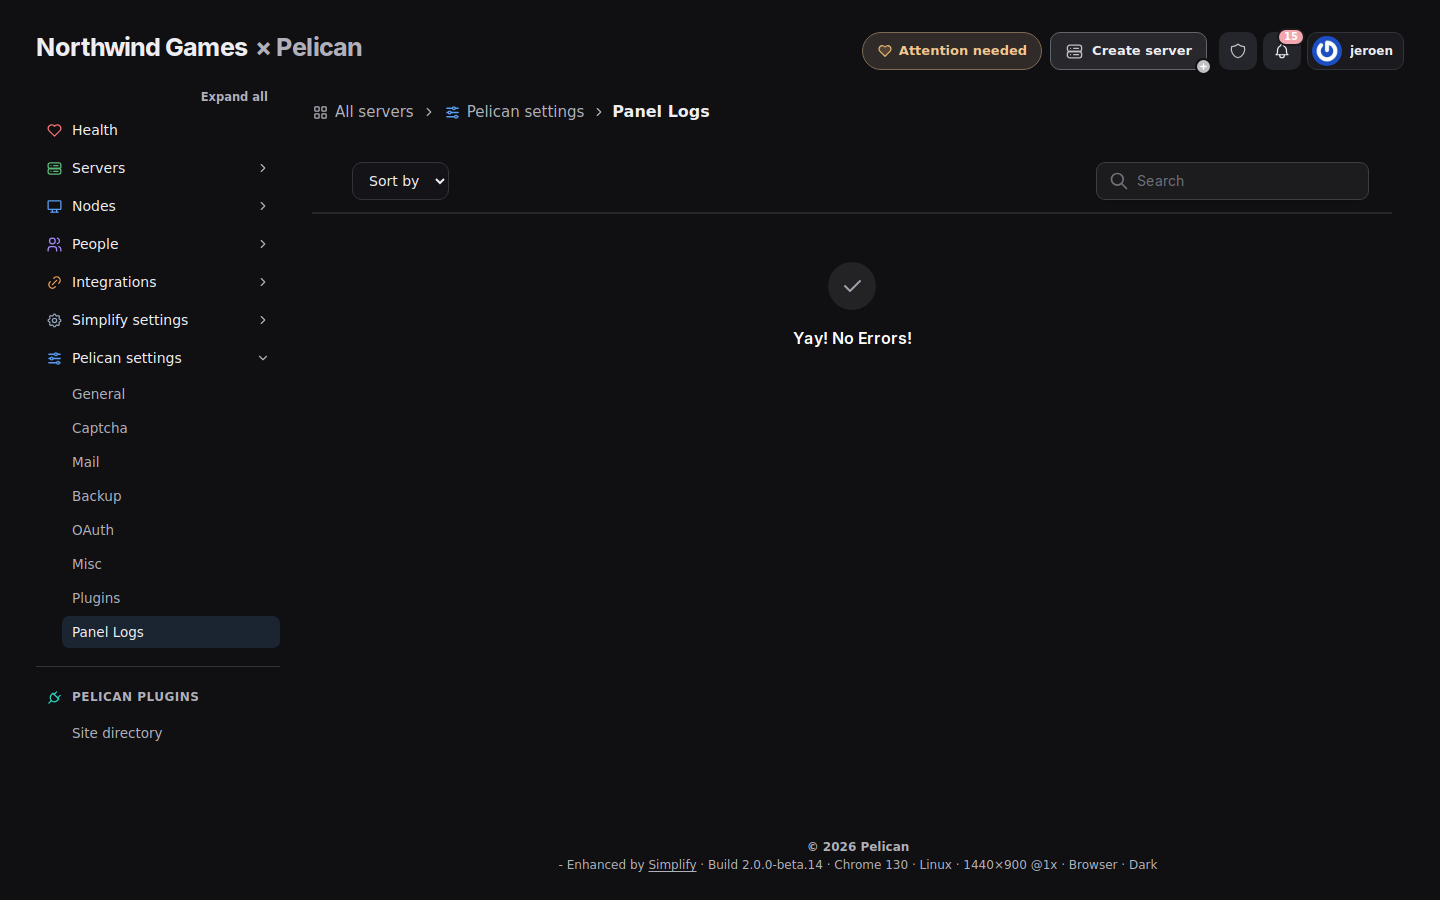 Northwind Games × Pelican
Attention needed
Create server
15
jeroen
Expand all
All servers
Pelican settings
Panel Logs
Health
Servers
Nodes
People
Integrations
Simplify settings
Pelican settings
General
Captcha
Mail
Backup
OAuth
Misc
Plugins
Panel Logs
PELICAN PLUGINS
Site directory
Sort by
Search
Yay! No Errors!
© 2026 Pelican
- Enhanced by Simplify · Build 2.0.0-beta.14 · Chrome 130 · Linux · 1440×900 @1x · Browser · Dark